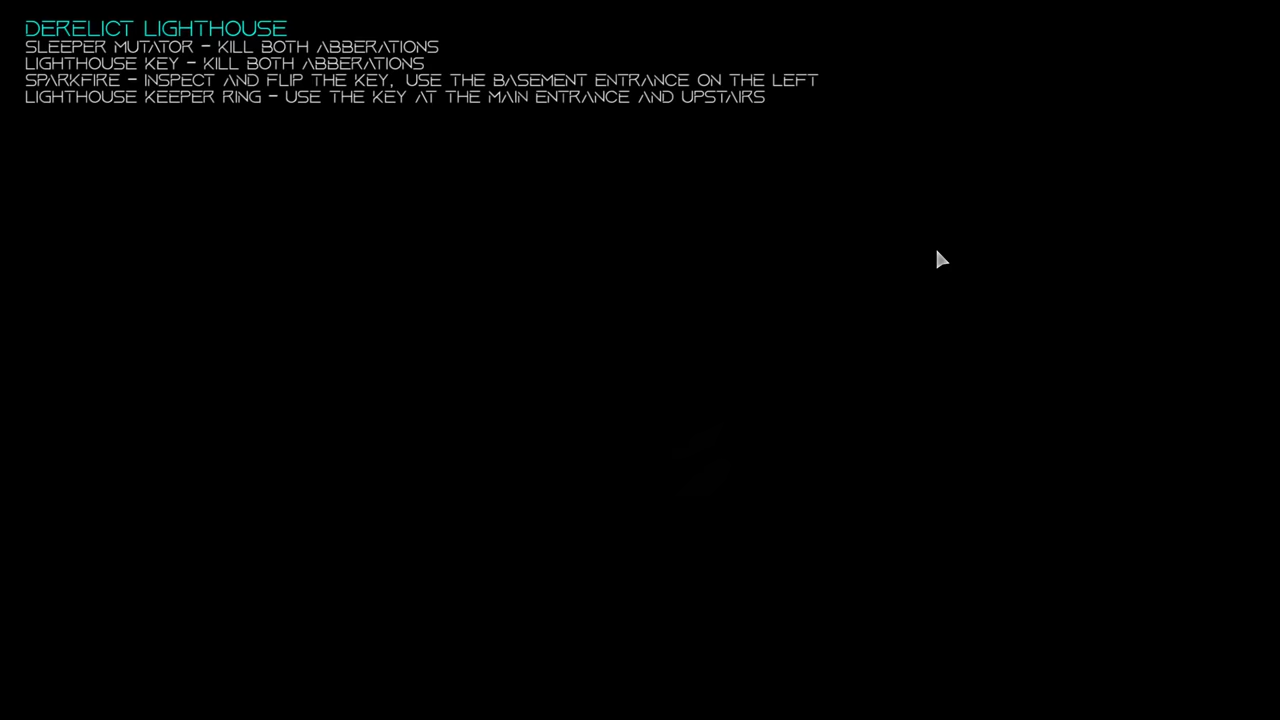 DERELICT LIGHTHOUSE
SLEEPER MUTATOR - KILL BOTH ABBERATIONS
LIGHTHOUSE KEY - KILL BOTH ABBERATIONS
SPARKFIRE - INSPECT AND FLIP THE KEY, USE THE BASEMENT ENTRANCE ON THE LEFT
LIGHTHOUSE KEEPER RING - USE THE KEY AT THE MAIN ENTRANCE AND UPSTAIRS